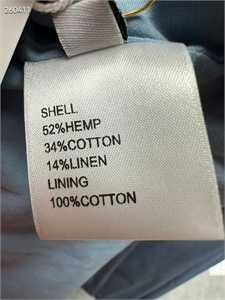 260411
SHELL
52%HEMP
34%COTTON
14%LINEN
LINING
100%COTTON